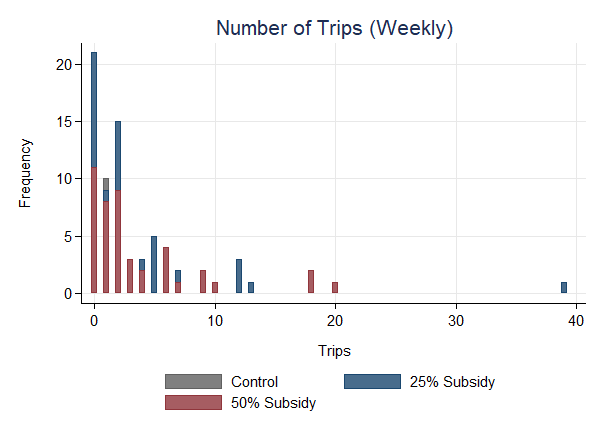 Number of Trips (Weekly)
20
15
10
5
0
Frequency
0 10 20 30 40
Trips
Control 25% Subsidy
50% Subsidy